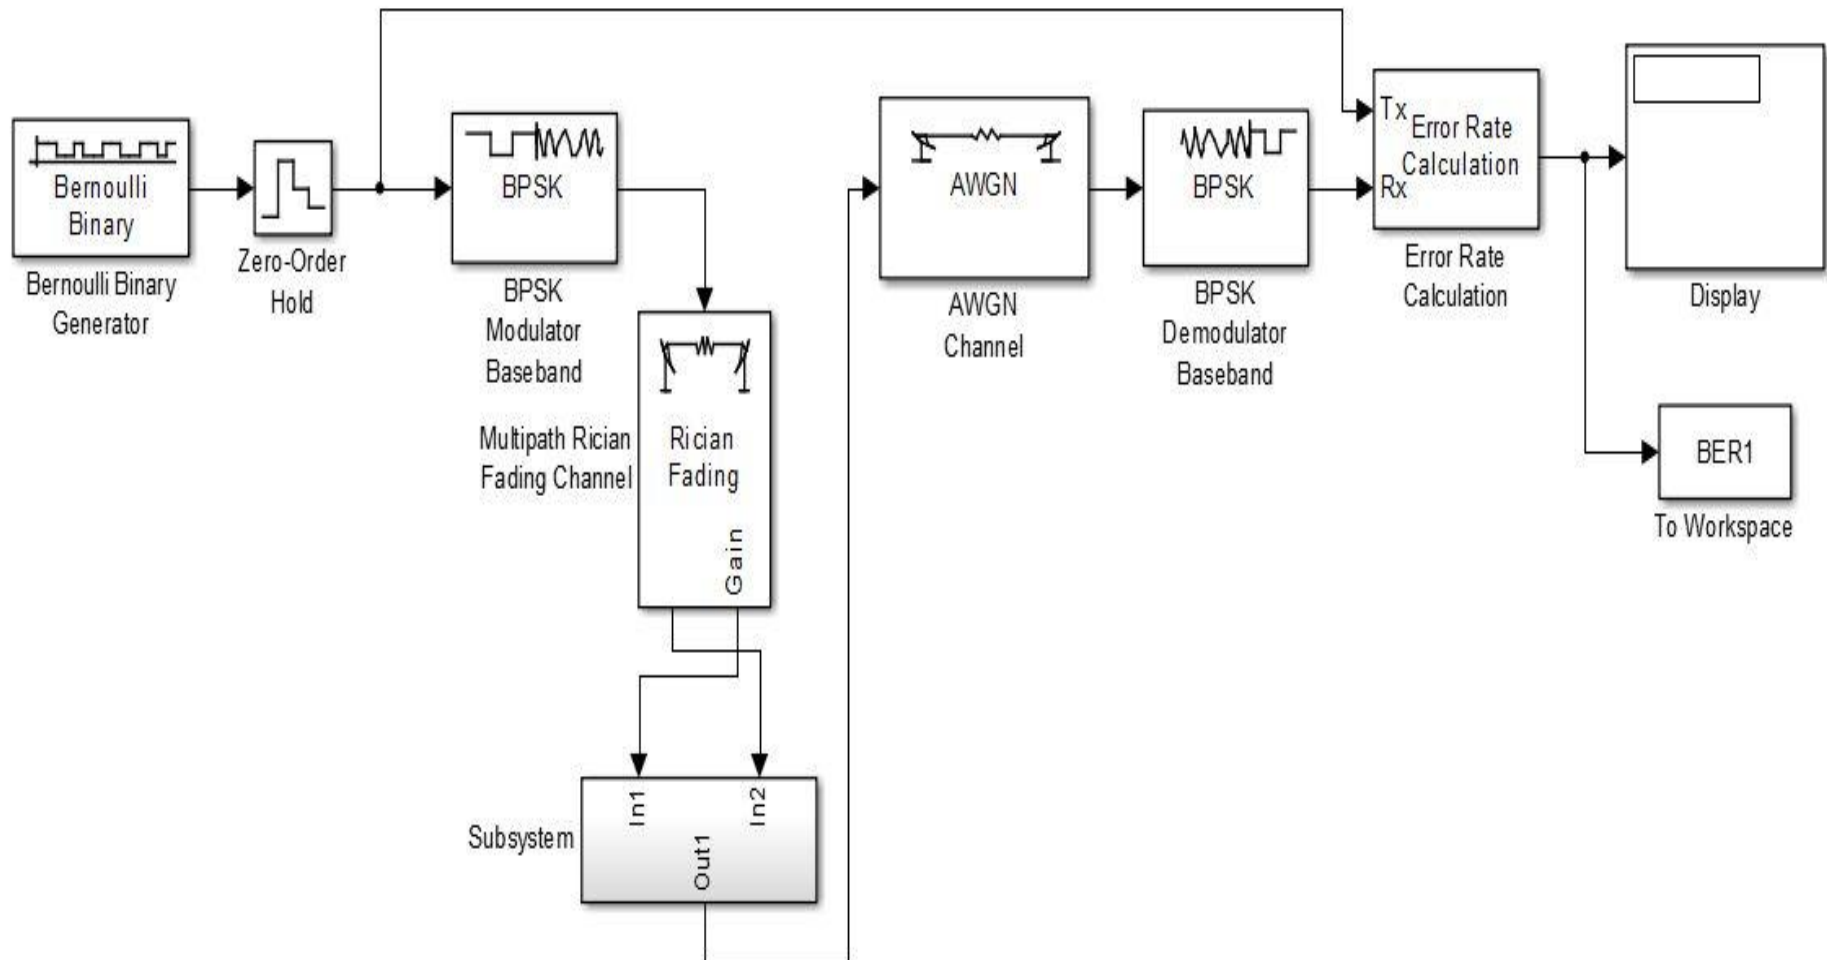 Bernoulli
Binary
Bernoulli Binary
Generator
Zero-Order
Hold
BPSK
BPSK
Modulator
Baseband
Multipath Rician
Fading Channel
Rician
Fading
Gain
In1
In2
Out1
Subsystem
AWGN
AWGN
Channel
BPSK
BPSK
Demodulator
Baseband
Tx
Rx
Error Rate
Calculation
Error Rate
Calculation
Display
BER1
To Workspace